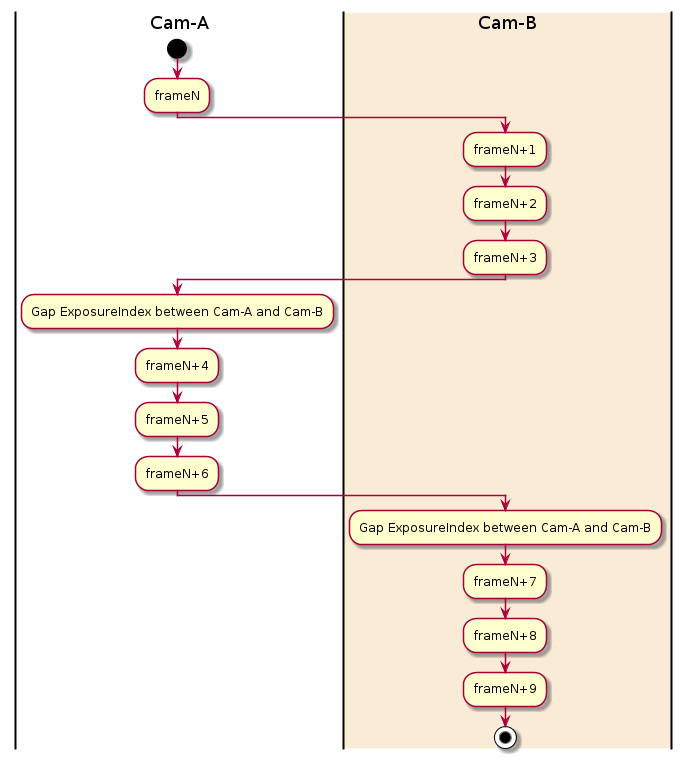 Cam-A
Cam-B
frameN
frameN+1
frameN+2
frameN+3
Gap ExposureIndex between Cam-A and Cam-B
frameN+4
frameN+5
frameN+6
Gap ExposureIndex between Cam-A and Cam-B
frameN+7
frameN+8
frameN+9